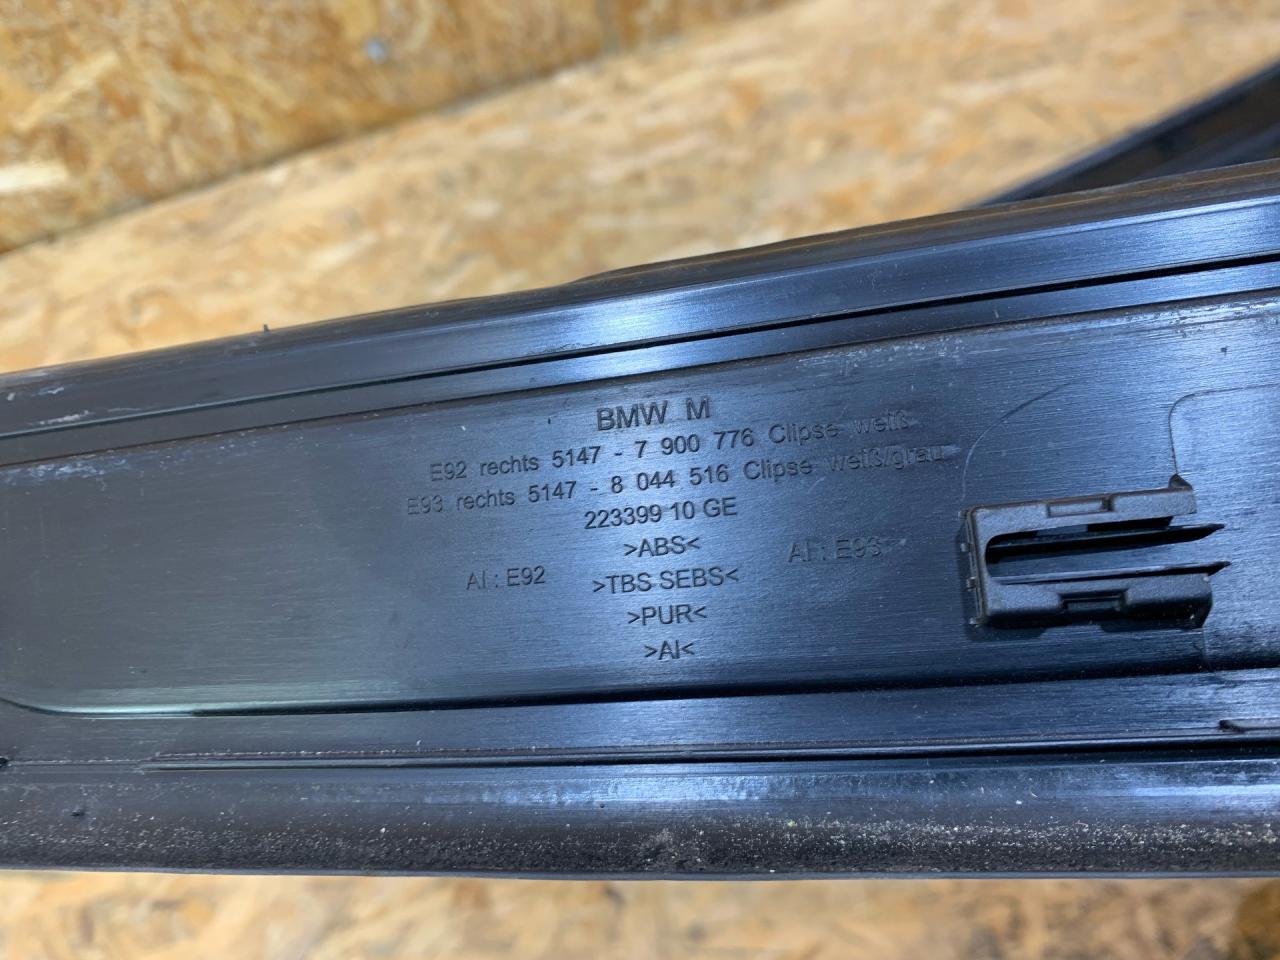 BMW M
E92 rechts 5147 - 7 900 776 Clipse weiß
E93 rechts 5147 - 8 044 516 Clipse weiß/grau
223399 10 GE
>ABS<
AI : E92 >TBS SEBS< AI : E93
>PUR<
>AI<